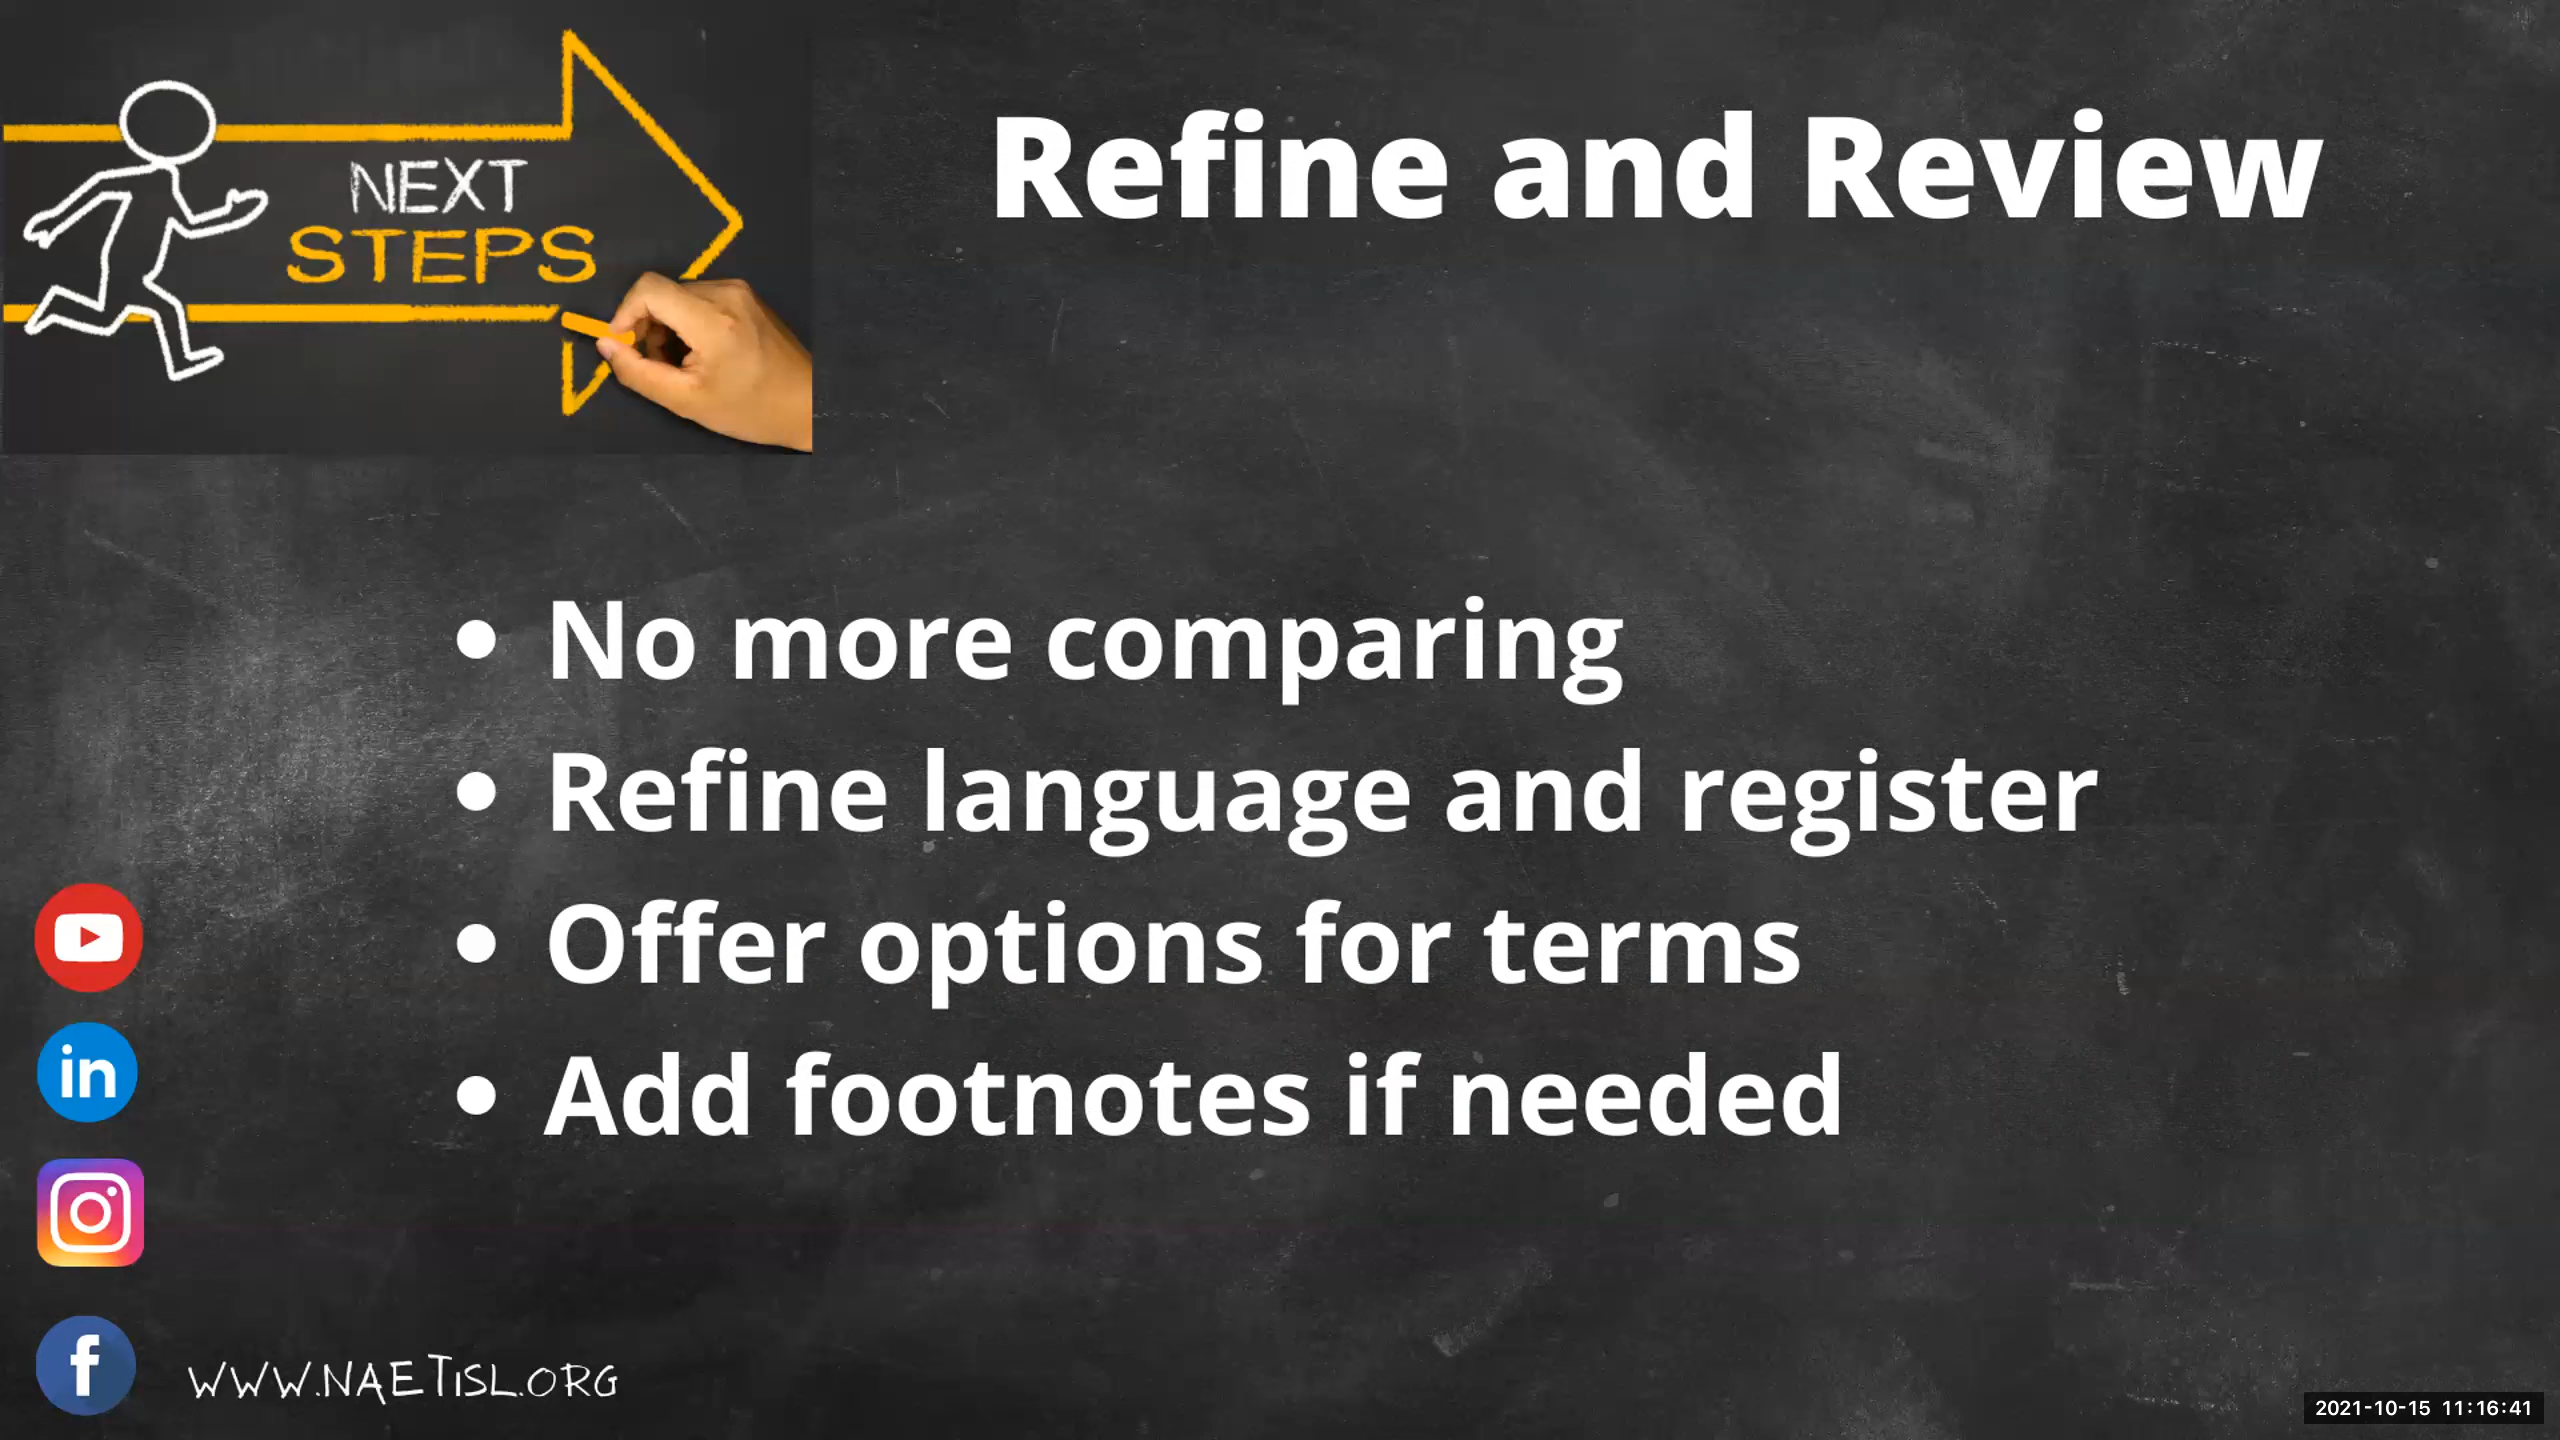 NEXT
STEPS
Refine and Review
• No more comparing
• Refine language and register
• Offer options for terms
• Add footnotes if needed
in
f
WWW.NAETISL.ORG
2021-10-15 11:16:41